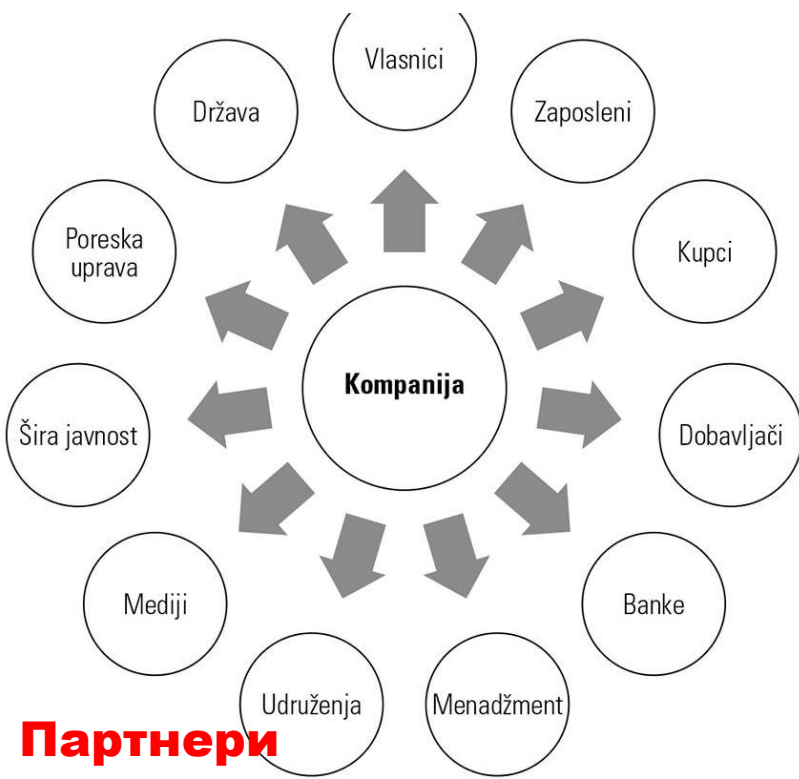 Vlasnici
Zaposleni
Kupci
Dobavljači
Banke
Menadžment
Udruženja
Mediji
Šira javnost
Poreska
uprava
Država
Kompanija
Партнери